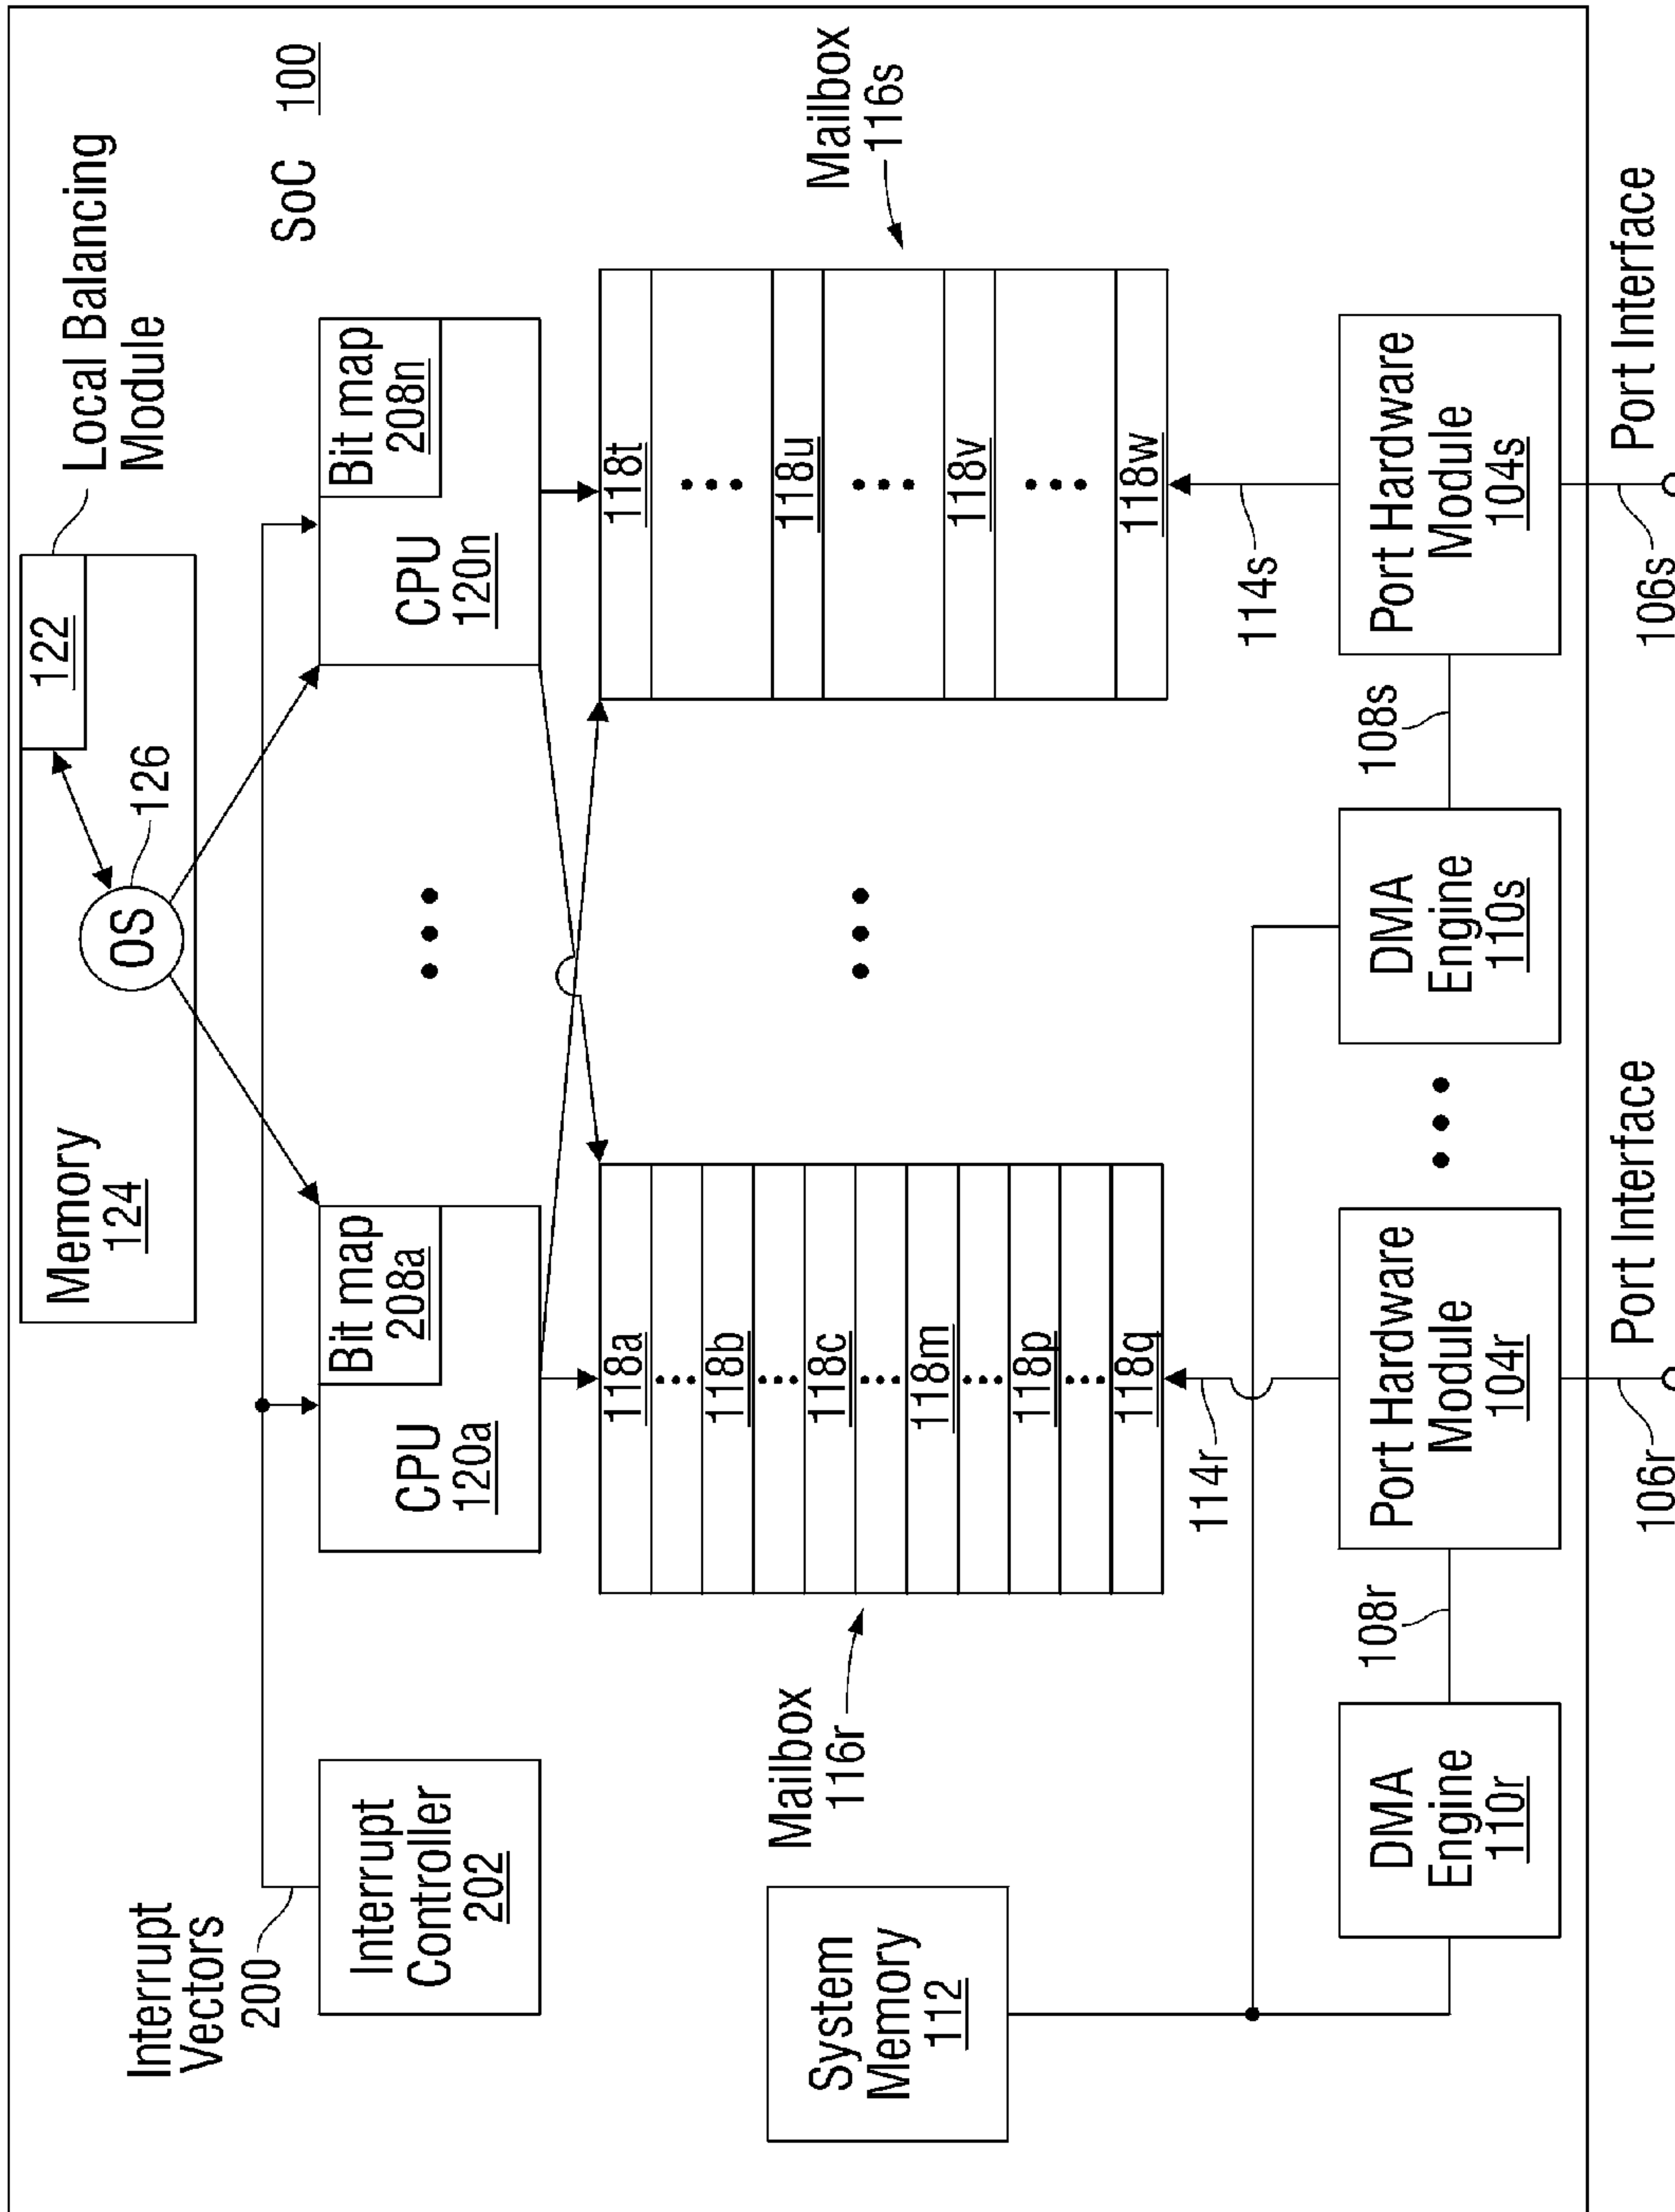 SoC 100
Local Balancing
Module
Memory
124
122
OS
126
Interrupt
Vectors
200
Interrupt
Controller
202
Bit map
208a
CPU
120a
•••
Bit map
208n
CPU
120n
Mailbox
116r
118a
•••
118b
•••
118c
•••
118m
•••
118p
•••
118q
•••
Mailbox
116s
118t
•••
118u
•••
118v
•••
118w
System
Memory
112
114r
114s
DMA
Engine
110r
108r
Port Hardware
Module
104r
•••
DMA
Engine
110s
108s
Port Hardware
Module
104s
106r
Port Interface
106s
Port Interface